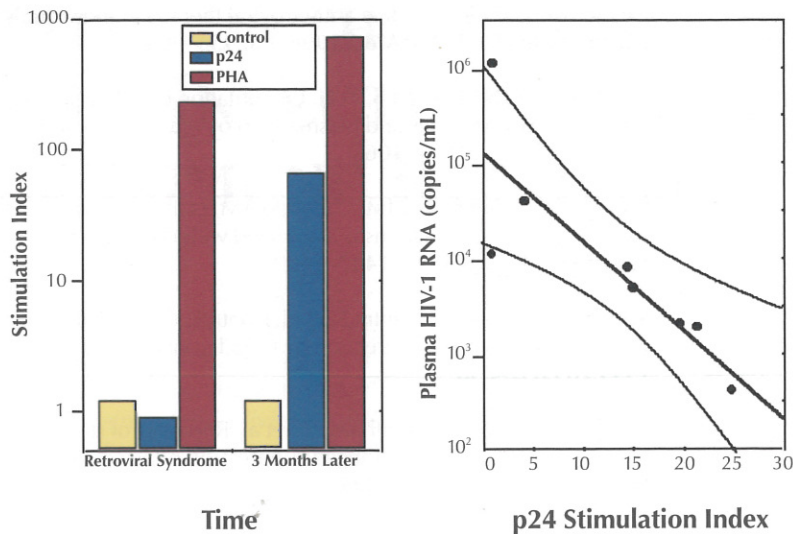 1000
100
10
1
Stimulation Index
Control
p24
PHA
Retroviral Syndrome
3 Months Later
Time
10⁶
10⁵
10⁴
10³
10²
Plasma HIV-1 RNA (copies/mL)
0 5 10 15 20 25 30
p24 Stimulation Index